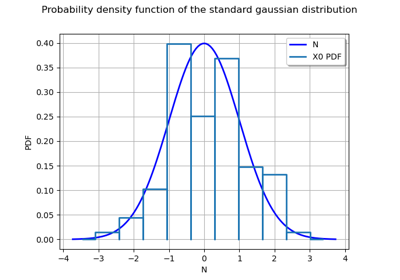 Probability density function of the standard gaussian distribution
N
X0 PDF
0.40
0.35
0.30
0.25
0.20
0.15
0.10
0.05
0.00
PDF
−4 −3 −2 −1 0 1 2 3 4
N